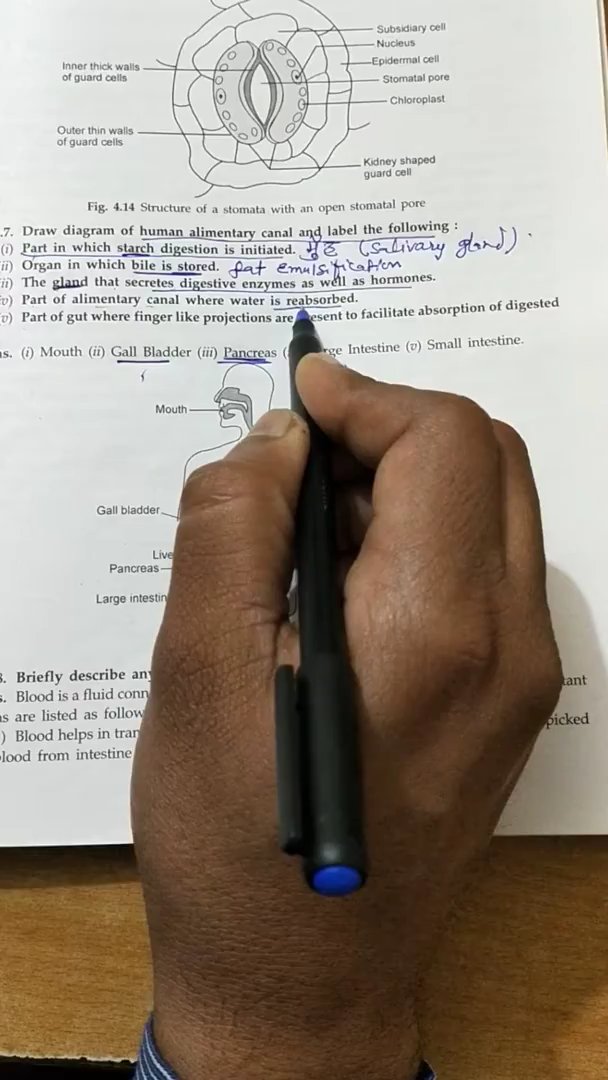 Subsidiary cell
Nucleus
Inner thick walls
of guard cells
Epidermal cell
Stomatal pore
Chloroplast
Outer thin walls
of guard cells
Kidney shaped
guard cell
Fig. 4.14 Structure of a stomata with an open stomatal pore
.7. Draw diagram of human alimentary canal and label the following :
(i) Part in which starch digestion is initiated. मुँह (salivary gland).
ii) Organ in which bile is stored. fat emulsification
ii) The gland that secretes digestive enzymes as well as hormones.
v) Part of alimentary canal where water is reabsorbed.
v) Part of gut where finger like projections are present to facilitate absorption of digested
s. (i) Mouth (ii) Gall Bladder (iii) Pancreas rge Intestine (v) Small intestine.
Mouth
Gall bladder
Live
Pancreas
Large intestin
8. Briefly describe an tant
s. Blood is a fluid conn
s are listed as follow picked
) Blood helps in tran
lood from intestine